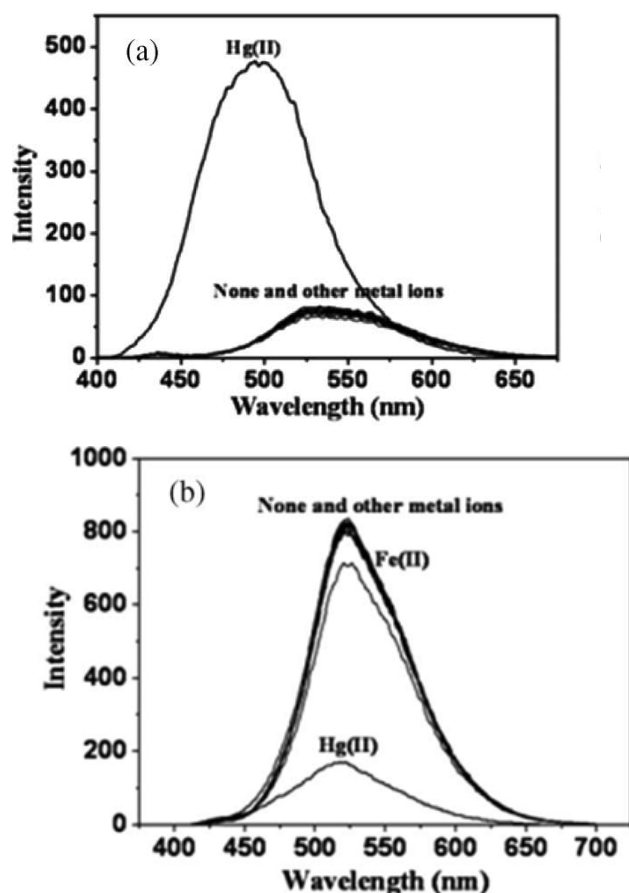 (a)
Hg(II)
500
400
300
200
100
0
None and other metal ions
Intensity
400 450 500 550 600 650
Wavelength (nm)
(b)
1000
800
600
400
200
0
None and other metal ions
Fe(II)
Hg(II)
Intensity
400 450 500 550 600 650 700
Wavelength (nm)